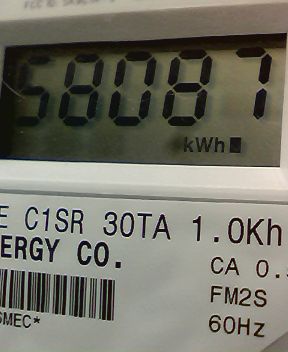 58087
kWh
E C1SR 30TA 1.0Kh
ERGY CO.
CA 0.
FM2S
60Hz
SMEC*